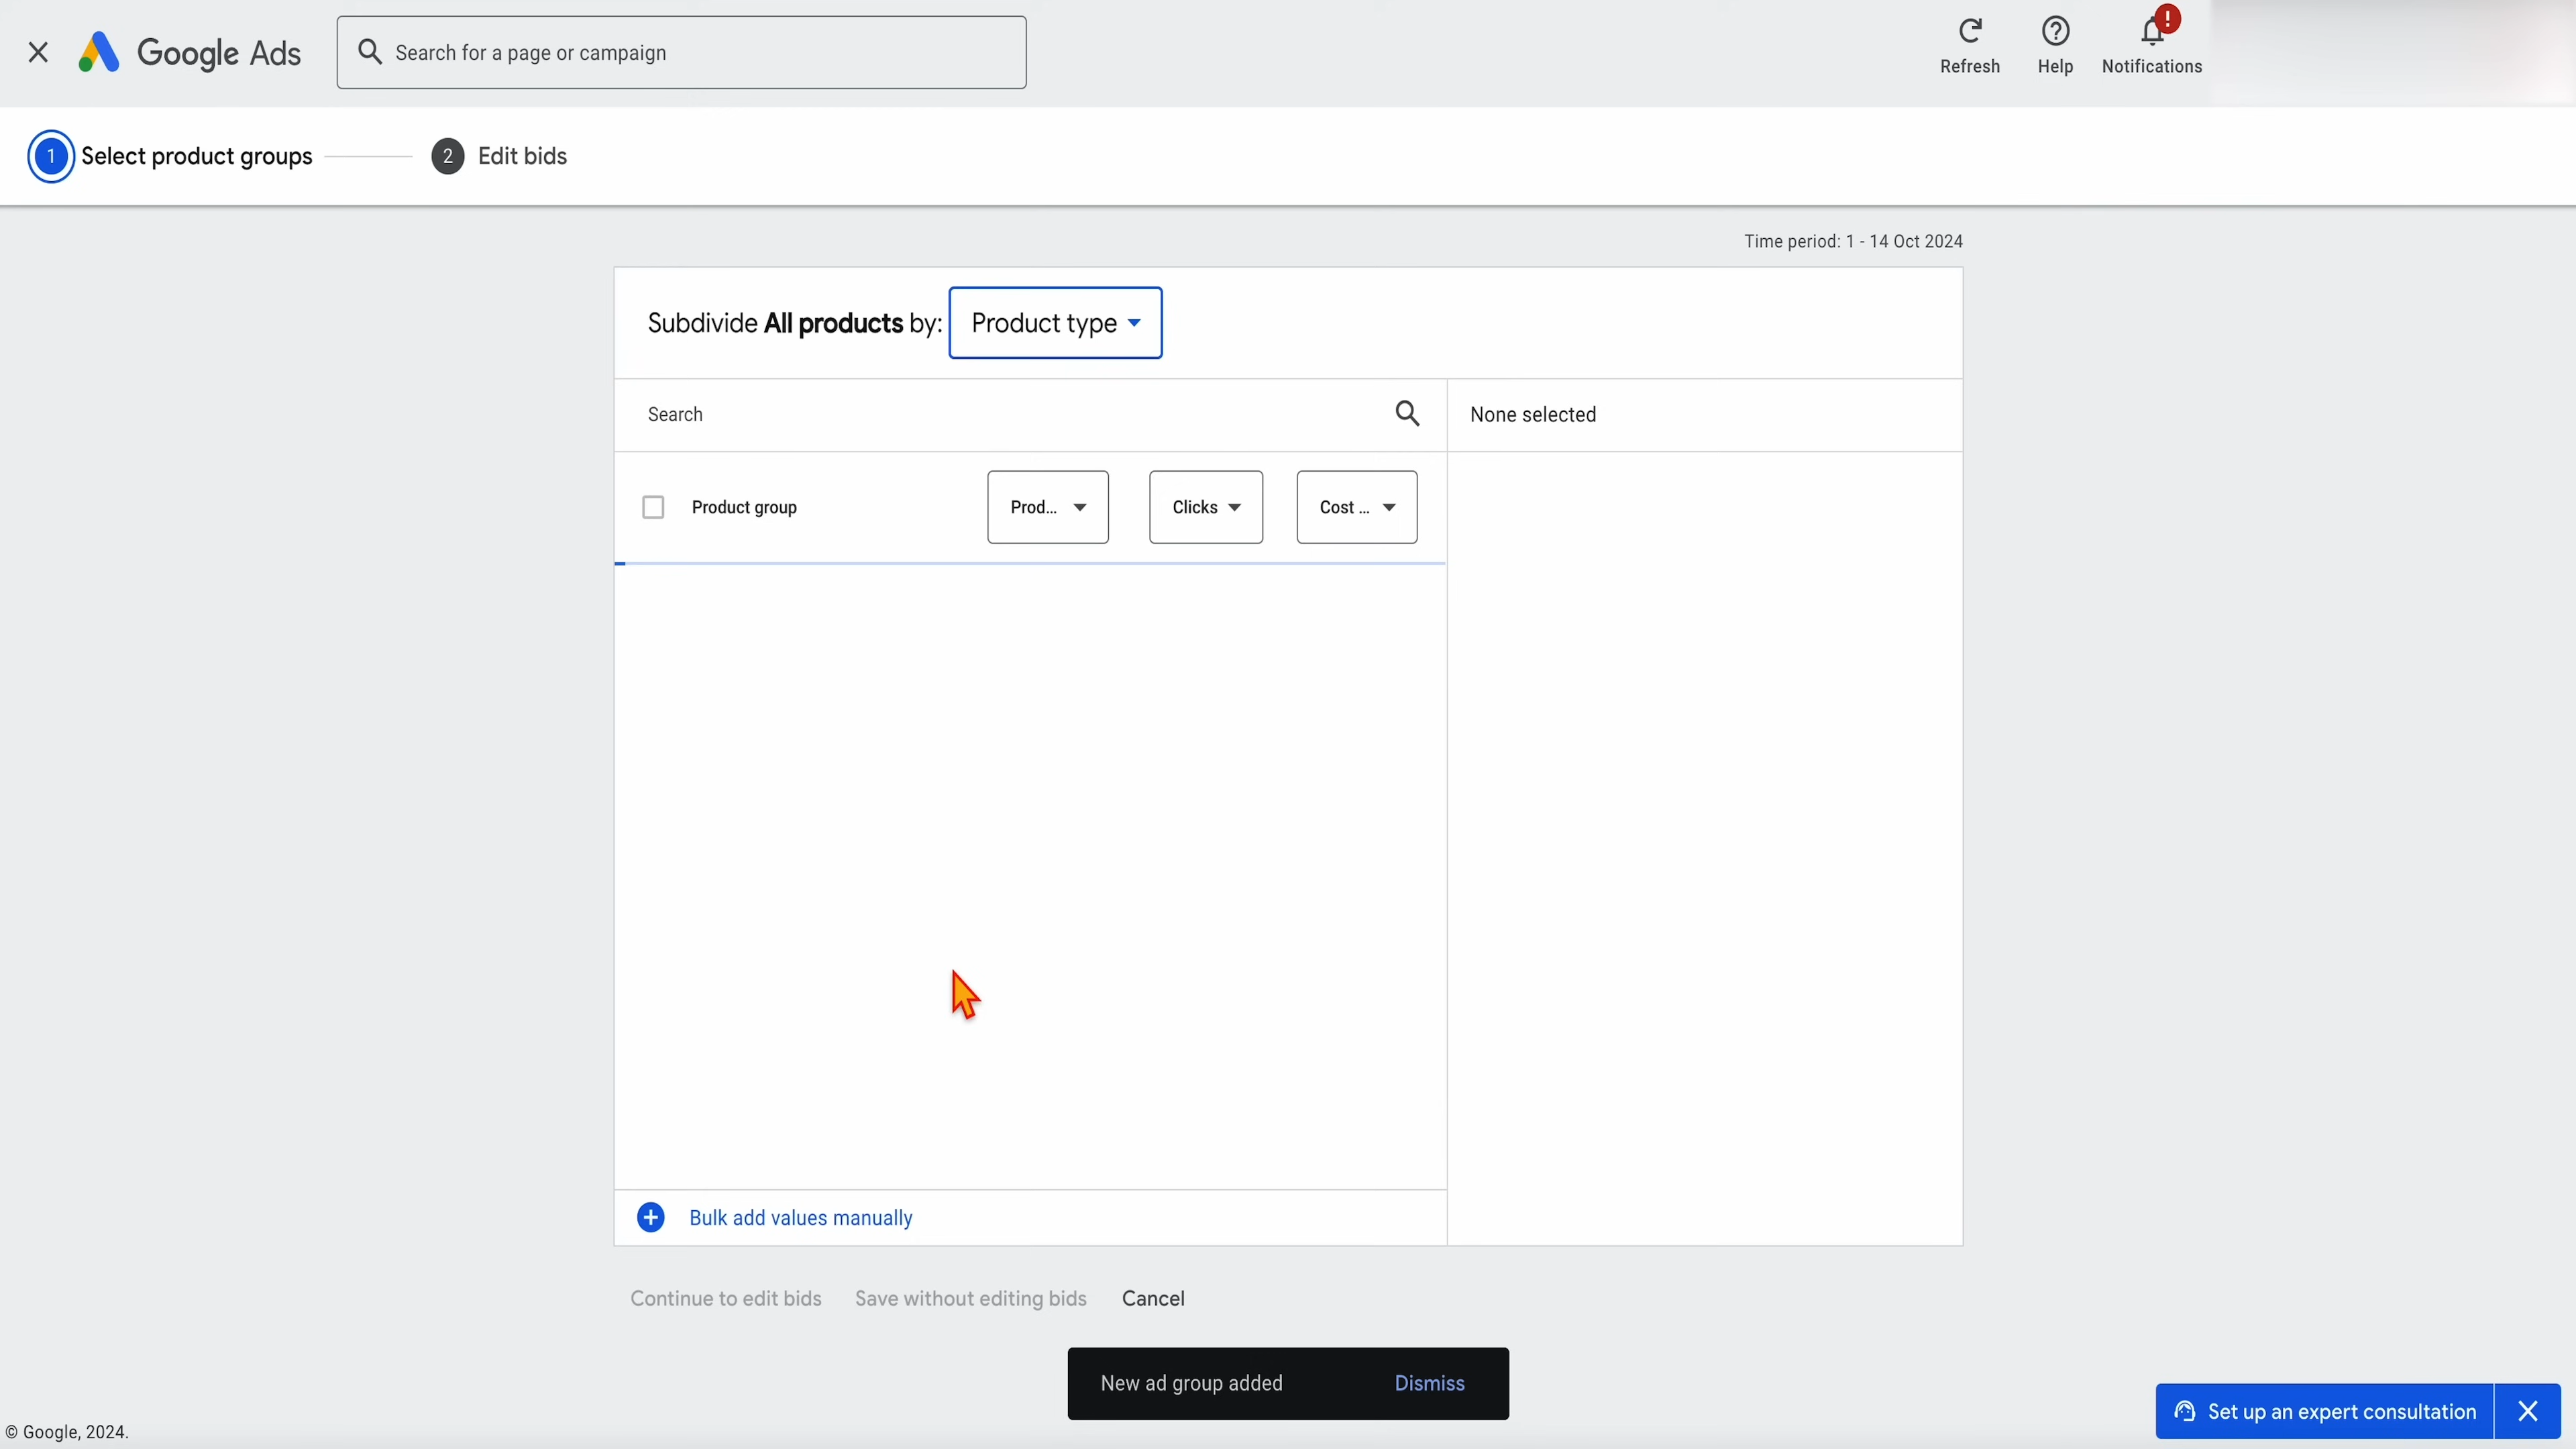 Google Ads
Search for a page or campaign
Refresh
Help
!
Notifications
1 Select product groups
2 Edit bids
Time period: 1 - 14 Oct 2024
Subdivide All products by: Product type
Search
None selected
Product group
Prod...
Clicks
Cost ...
Bulk add values manually
Continue to edit bids
Save without editing bids
Cancel
New ad group added
Dismiss
Set up an expert consultation
© Google, 2024.